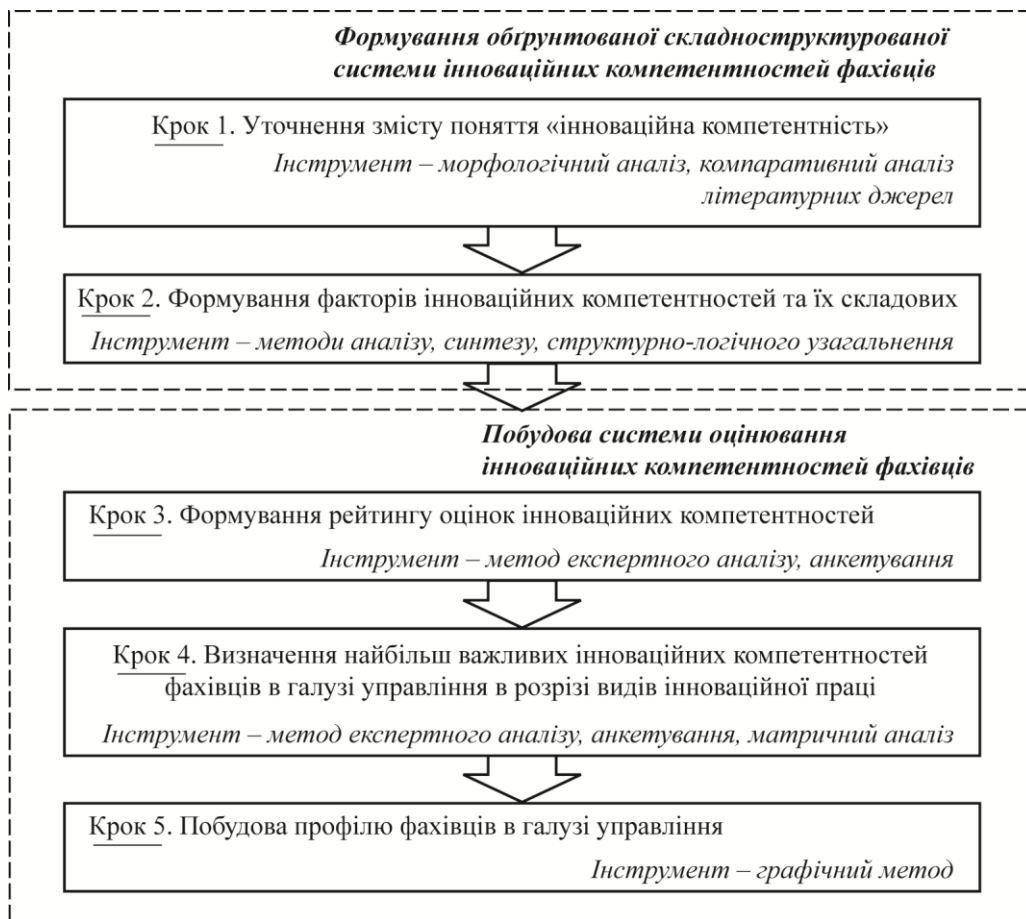 Формування обґрунтованої складноструктурованої
системи інноваційних компетентностей фахівців
Крок 1. Уточнення змісту поняття «інноваційна компетентність»
Інструмент – морфологічний аналіз, компаративний аналіз
літературних джерел
Крок 2. Формування факторів інноваційних компетентностей та їх складових
Інструмент – методи аналізу, синтезу, структурно-логічного узагальнення
Побудова системи оцінювання
інноваційних компетентностей фахівців
Крок 3. Формування рейтингу оцінок інноваційних компетентностей
Інструмент – метод експертного аналізу, анкетування
Крок 4. Визначення найбільш важливих інноваційних компетентностей
фахівців в галузі управління в розрізі видів інноваційної праці
Інструмент – метод експертного аналізу, анкетування, матричний аналіз
Крок 5. Побудова профілю фахівців в галузі управління
Інструмент – графічний метод